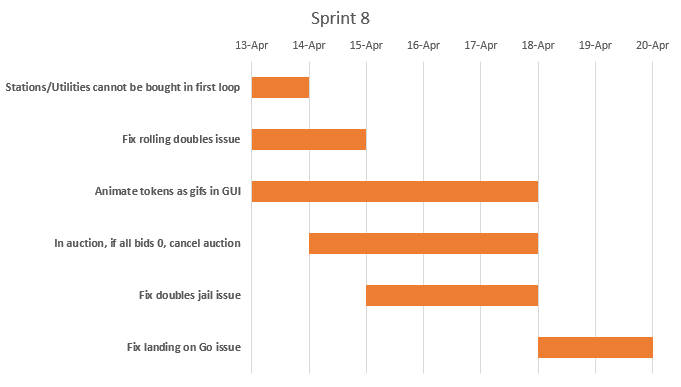 Sprint 8
13-Apr 14-Apr 15-Apr 16-Apr 17-Apr 18-Apr 19-Apr 20-Apr
Stations/Utilities cannot be bought in first loop
Fix rolling doubles issue
Animate tokens as gifs in GUI
In auction, if all bids 0, cancel auction
Fix doubles jail issue
Fix landing on Go issue